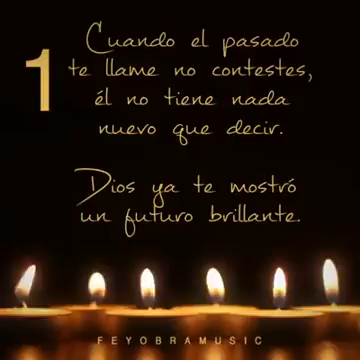 1
Cuando el pasado
te llame no contestes,
él no tiene nada
nuevo que decir.
Dios ya te mostró
un futuro brillante.
FEYOBRAMUSIC